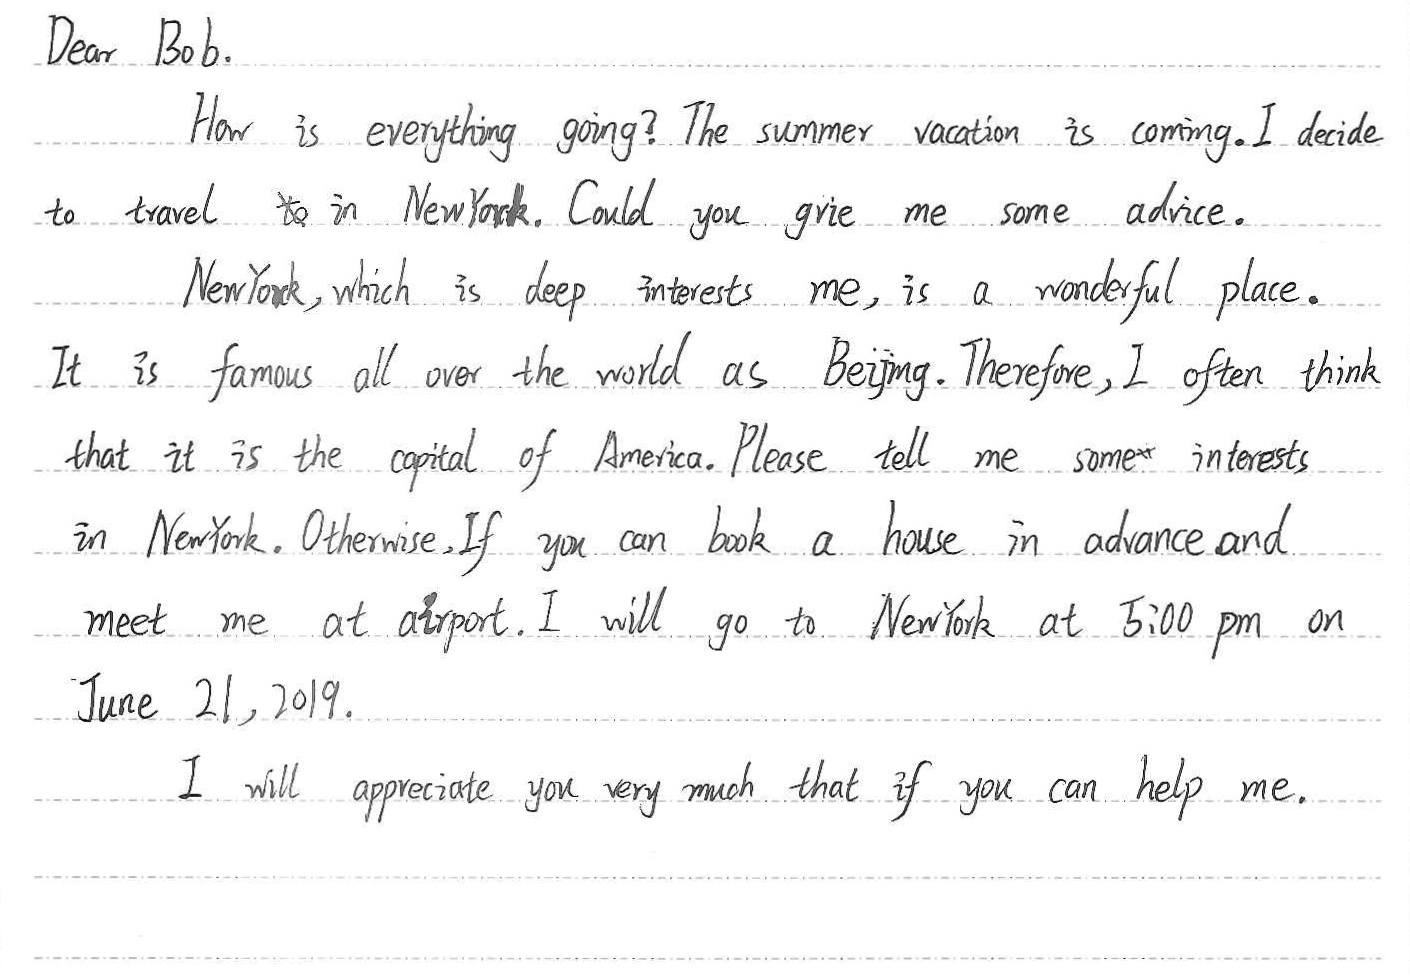 Dear Bob.
How is everything going? The summer vacation is coming. I decide
to travel in NewYork. Could you grie me some advice.
NewYork, which is deep interests me, is a wonderful place.
It is famous all over the world as Beijing. Therefore, I often think
that it is the capital of America. Please tell me some interests
in NewYork. Otherwise, If you can book a house in advance and
meet me at airport. I will go to NewYork at 5:00 pm on
June 21, 2019.
I will appreciate you very much that if you can help me.